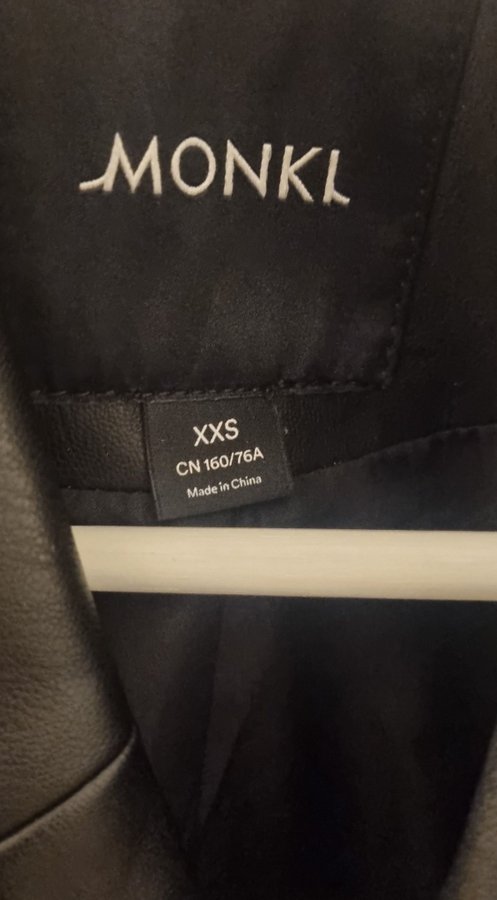 MONKI
XXS
CN 160/76A
Made in China